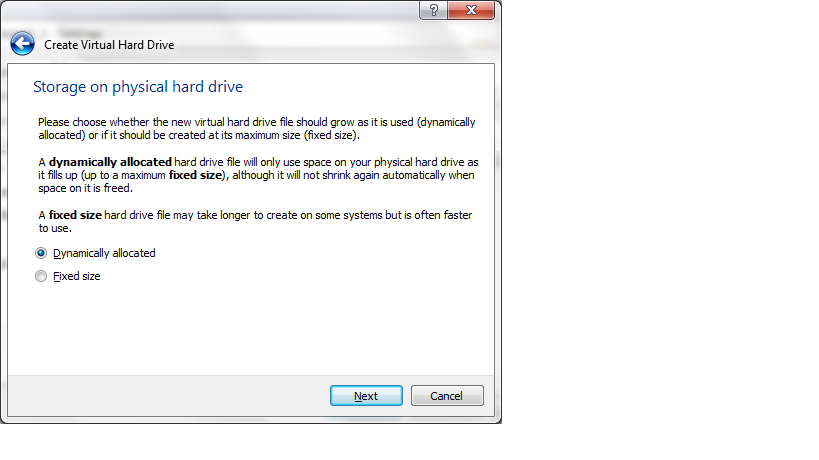 ?
Create Virtual Hard Drive
Storage on physical hard drive
Please choose whether the new virtual hard drive file should grow as it is used (dynamically
allocated) or if it should be created at its maximum size (fixed size).
A dynamically allocated hard drive file will only use space on your physical hard drive as
it fills up (up to a maximum fixed size), although it will not shrink again automatically when
space on it is freed.
A fixed size hard drive file may take longer to create on some systems but is often faster
to use.
Dynamically allocated
Fixed size
Next
Cancel